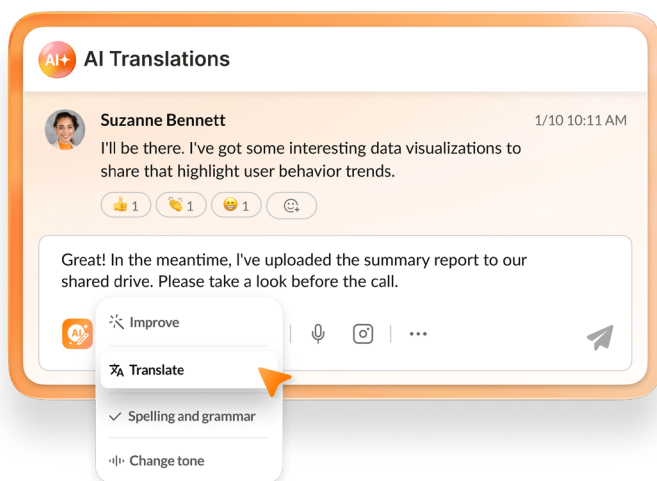 AI+ AI Translations
Suzanne Bennett 1/10 10:11 AM
I'll be there. I've got some interesting data visualizations to
share that highlight user behavior trends.
👍 1 👏 1 😁 1
Great! In the meantime, I've uploaded the summary report to our
shared drive. Please take a look before the call.
AI
Improve
Translate
Spelling and grammar
Change tone